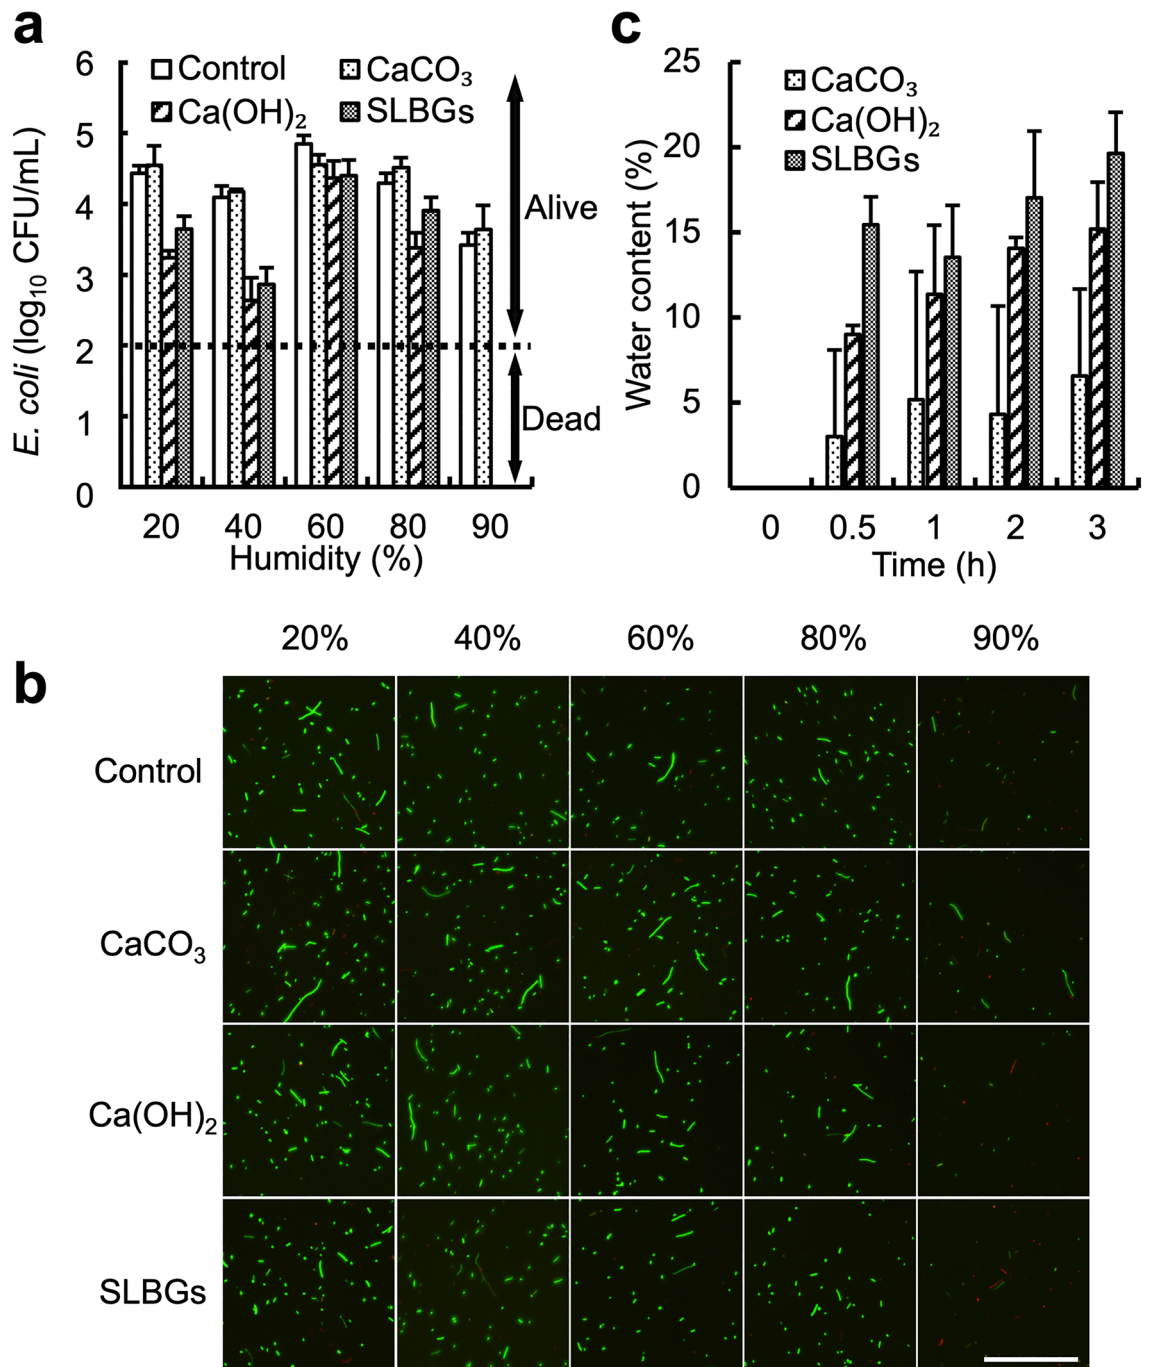 a
6
5
4
3
2
1
0
E. coli (log10 CFU/mL)
Control
CaCO3
Ca(OH)2
SLBGs
Alive
Dead
20 40 60 80 90
Humidity (%)
c
25
20
15
10
5
0
Water content (%)
CaCO3
Ca(OH)2
SLBGs
0 0.5 1 2 3
Time (h)
b
20% 40% 60% 80% 90%
Control
CaCO3
Ca(OH)2
SLBGs